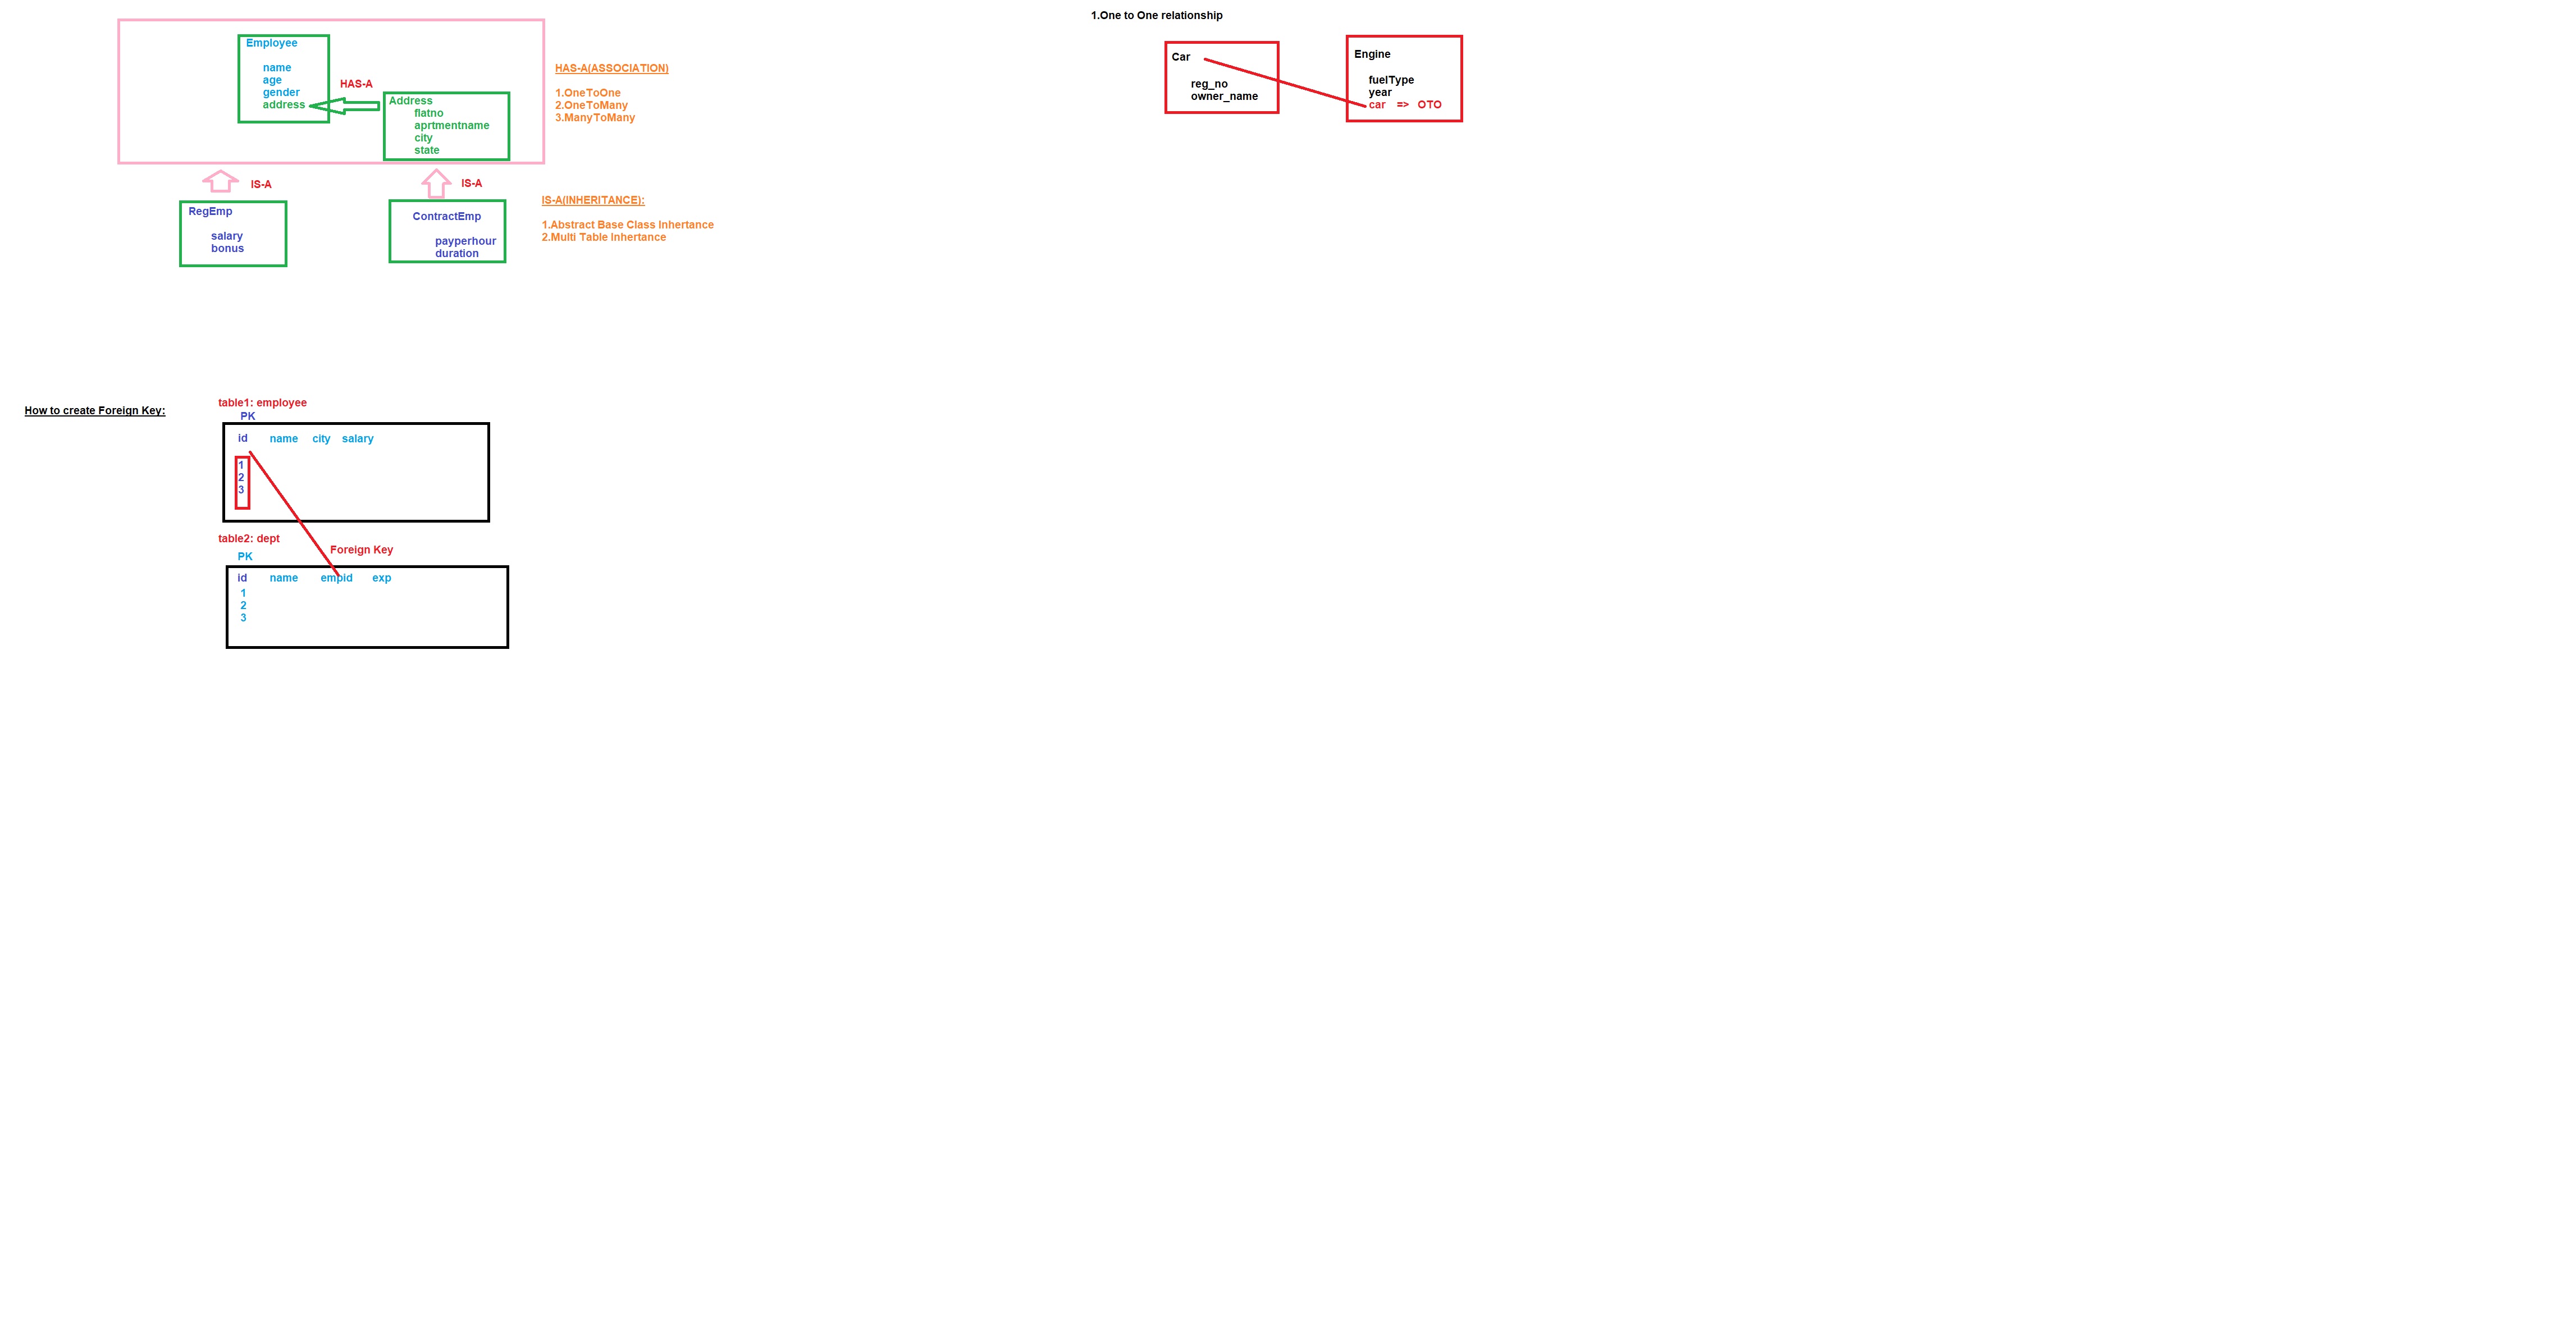 Employee
name
age
gender
address
HAS-A
Address
flatno
aprtmentname
city
state
HAS-A(ASSOCIATION)
1.OneToOne
2.OneToMany
3.ManyToMany
IS-A
IS-A
RegEmp
salary
bonus
ContractEmp
payperhour
duration
IS-A(INHERITANCE):
1.Abstract Base Class Inhertance
2.Multi Table Inhertance
1.One to One relationship
Car
reg_no
owner_name
Engine
fuelType
year
car => OTO
How to create Foreign Key:
table1: employee
PK
id name city salary
1
2
3
table2: dept
PK
Foreign Key
id name empid exp
1
2
3